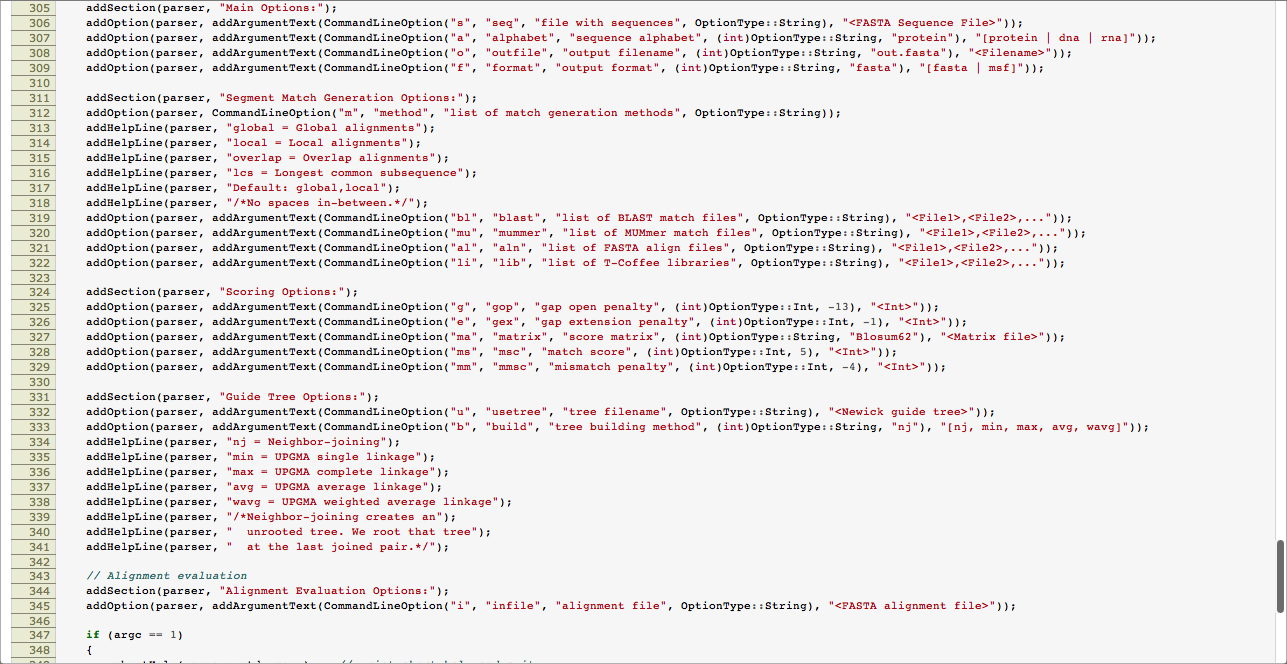 305 addSection(parser, "Main Options:");
306 addOption(parser, addArgumentText(CommandLineOption("s", "seq", "file with sequences", OptionType::String), "<FASTA Sequence File>"));
307 addOption(parser, addArgumentText(CommandLineOption("a", "alphabet", "sequence alphabet", (int)OptionType::String, "protein"), "[protein | dna | rna]"));
308 addOption(parser, addArgumentText(CommandLineOption("o", "outfile", "output filename", (int)OptionType::String, "out.fasta"), "<Filename>"));
309 addOption(parser, addArgumentText(CommandLineOption("f", "format", "output format", (int)OptionType::String, "fasta"), "[fasta | msf]"));
310
311 addSection(parser, "Segment Match Generation Options:");
312 addOption(parser, CommandLineOption("m", "method", "list of match generation methods", OptionType::String));
313 addHelpLine(parser, "global = Global alignments");
314 addHelpLine(parser, "local = Local alignments");
315 addHelpLine(parser, "overlap = Overlap alignments");
316 addHelpLine(parser, "lcs = Longest common subsequence");
317 addHelpLine(parser, "Default: global,local");
318 addHelpLine(parser, "/*No spaces in-between.*/");
319 addOption(parser, addArgumentText(CommandLineOption("bl", "blast", "list of BLAST match files", OptionType::String), "<File1>,<File2>,..."));
320 addOption(parser, addArgumentText(CommandLineOption("mu", "mummer", "list of MUMmer match files", OptionType::String), "<File1>,<File2>,..."));
321 addOption(parser, addArgumentText(CommandLineOption("al", "aln", "list of FASTA align files", OptionType::String), "<File1>,<File2>,..."));
322 addOption(parser, addArgumentText(CommandLineOption("li", "lib", "list of T-Coffee libraries", OptionType::String), "<File1>,<File2>,..."));
323
324 addSection(parser, "Scoring Options:");
325 addOption(parser, addArgumentText(CommandLineOption("g", "gop", "gap open penalty", (int)OptionType::Int, -13), "<Int>"));
326 addOption(parser, addArgumentText(CommandLineOption("e", "gex", "gap extension penalty", (int)OptionType::Int, -1), "<Int>"));
327 addOption(parser, addArgumentText(CommandLineOption("ma", "matrix", "score matrix", (int)OptionType::String, "Blosum62"), "<Matrix file>"));
328 addOption(parser, addArgumentText(CommandLineOption("ms", "msc", "match score", (int)OptionType::Int, 5), "<Int>"));
329 addOption(parser, addArgumentText(CommandLineOption("mm", "mmsc", "mismatch penalty", (int)OptionType::Int, -4), "<Int>"));
330
331 addSection(parser, "Guide Tree Options:");
332 addOption(parser, addArgumentText(CommandLineOption("u", "usetree", "tree filename", OptionType::String), "<Newick guide tree>"));
333 addOption(parser, addArgumentText(CommandLineOption("b", "build", "tree building method", (int)OptionType::String, "nj"), "[nj, min, max, avg, wavg]"));
334 addHelpLine(parser, "nj = Neighbor-joining");
335 addHelpLine(parser, "min = UPGMA single linkage");
336 addHelpLine(parser, "max = UPGMA complete linkage");
337 addHelpLine(parser, "avg = UPGMA average linkage");
338 addHelpLine(parser, "wavg = UPGMA weighted average linkage");
339 addHelpLine(parser, "/*Neighbor-joining creates an");
340 addHelpLine(parser, "  unrooted tree. We root that tree");
341 addHelpLine(parser, "  at the last joined pair.*/");
342
343 // Alignment evaluation
344 addSection(parser, "Alignment Evaluation Options:");
345 addOption(parser, addArgumentText(CommandLineOption("i", "infile", "alignment file", OptionType::String), "<FASTA alignment file>"));
346
347 if (argc == 1)
348 {